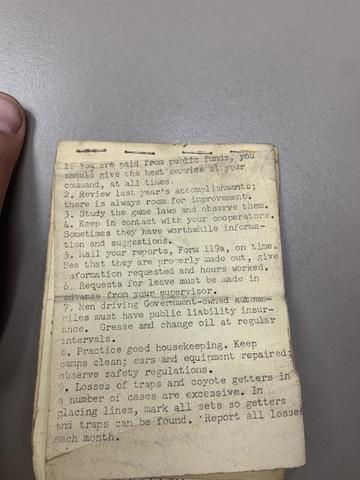 1. You are paid from public funds, you
should give the best service at your
command, at all times.
2. Review last year's accomplishments;
there is always room for improvement.
3. Study the game laws and observe them.
4. Keep in contact with your cooperators.
Sometimes they have worthwhile informa-
tion and suggestions.
5. Mail your reports, Form 119a, on time.
See that they are properly made out, give
information requested and hours worked.
6. Requests for leave must be made in
advance from your supervisor.
7. Men driving Government-owned automo-
biles must have public liability insur-
ance. Grease and change oil at regular
intervals.
8. Practice good housekeeping. Keep
camps clean; cars and equipment repaired;
observe safety regulations.
9. Losses of traps and coyote getters in
a number of cases are excessive. In
placing lines, mark all sets so getters
and traps can be found. Report all losses
each month.